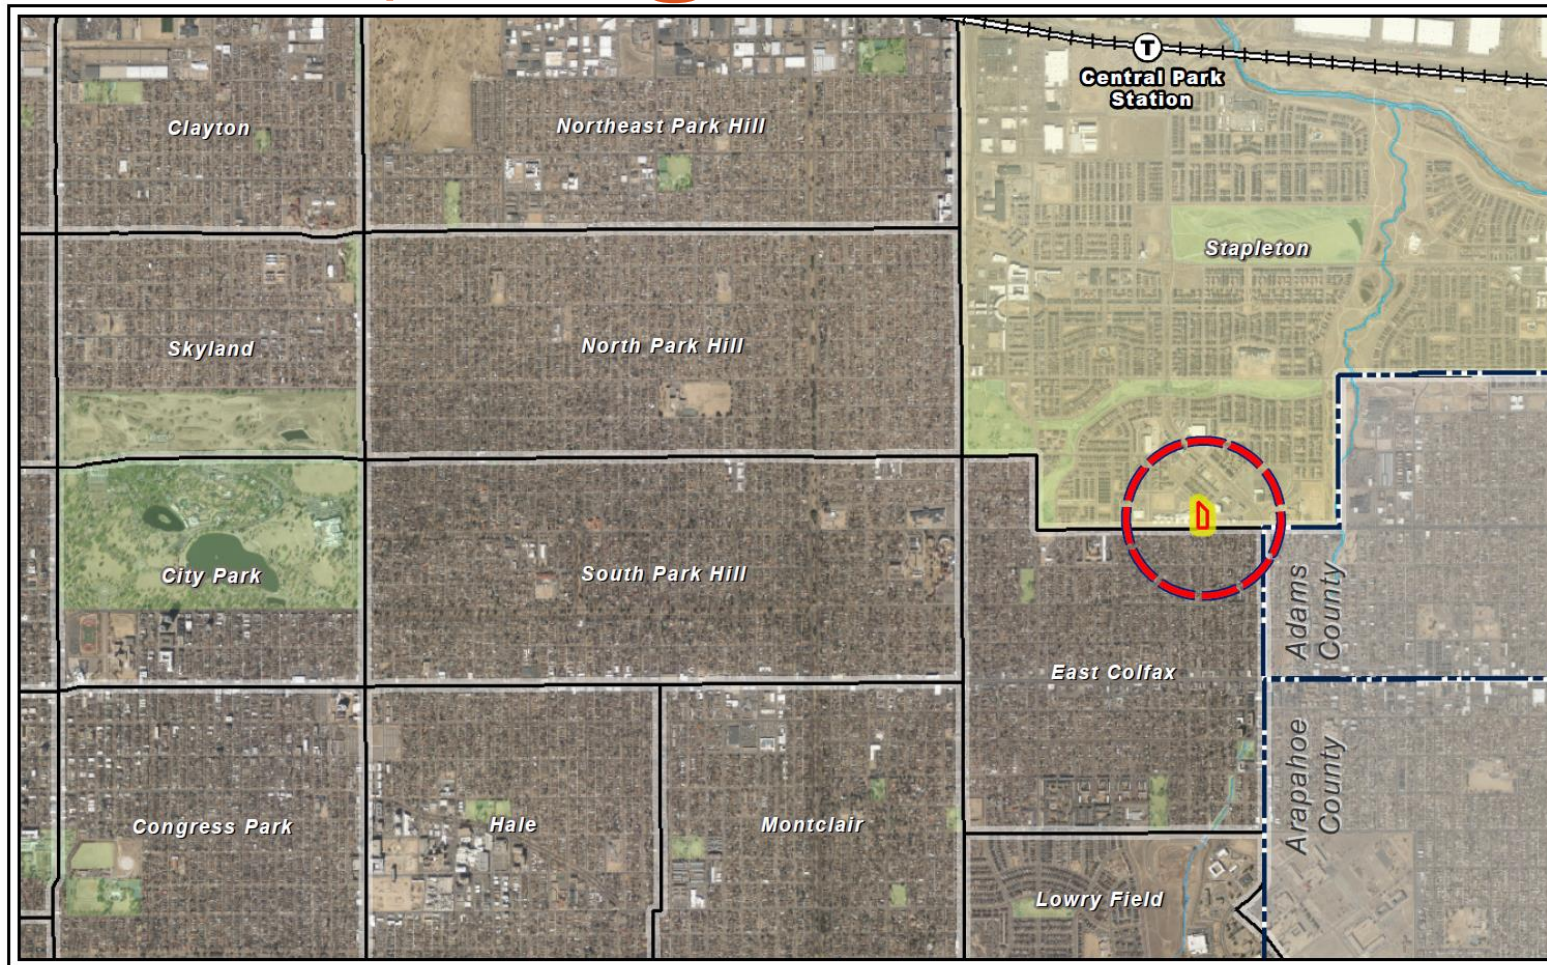 T
Central Park
Station
Clayton
Northeast Park Hill
Stapleton
Skyland
North Park Hill
City Park
South Park Hill
Adams
County
East Colfax
Arapahoe
County
Congress Park
Hale
Montclair
Lowry Field